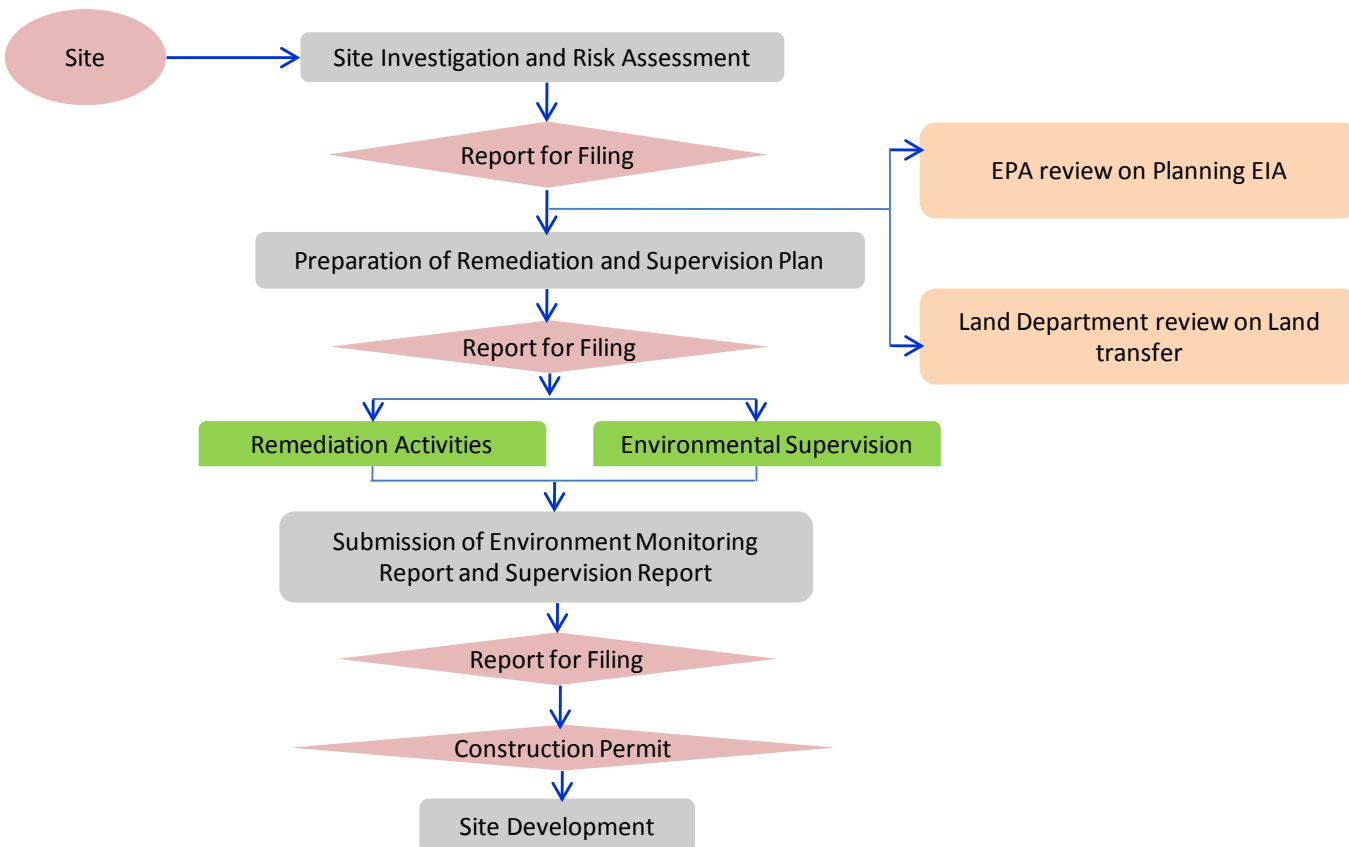 Site
Site Investigation and Risk Assessment
Report for Filing
EPA review on Planning EIA
Preparation of Remediation and Supervision Plan
Land Department review on Land
transfer
Report for Filing
Remediation Activities
Environmental Supervision
Submission of Environment Monitoring
Report and Supervision Report
Report for Filing
Construction Permit
Site Development